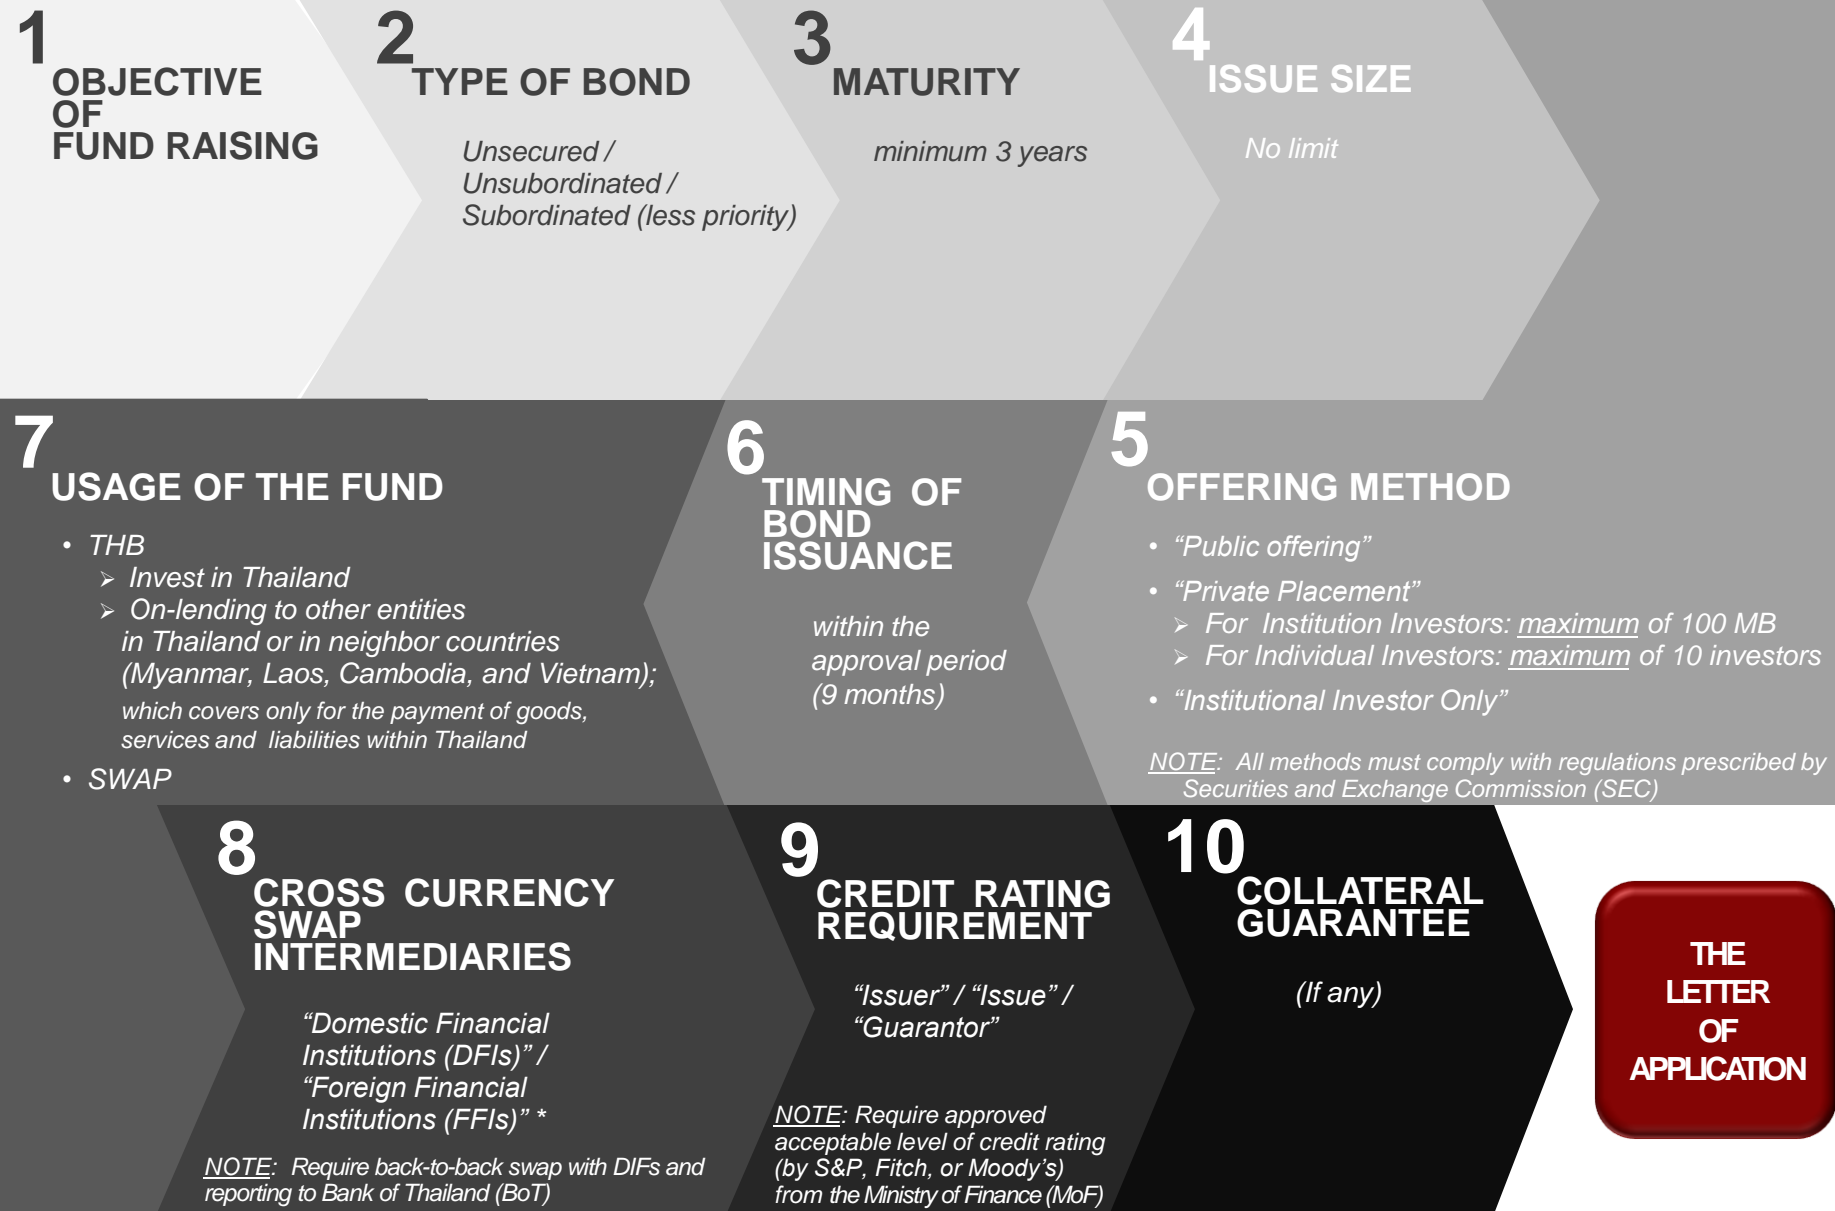 1
OBJECTIVE
OF
FUND RAISING
2
TYPE OF BOND
Unsecured /
Unsubordinated /
Subordinated (less priority)
3
MATURITY
minimum 3 years
4
ISSUE SIZE
No limit
7
USAGE OF THE FUND
• THB
➢ Invest in Thailand
➢ On-lending to other entities
in Thailand or in neighbor countries
(Myanmar, Laos, Cambodia, and Vietnam);
which covers only for the payment of goods,
services and liabilities within Thailand
• SWAP
6
TIMING OF
BOND
ISSUANCE
within the
approval period
(9 months)
5
OFFERING METHOD
• “Public offering”
• “Private Placement”
➢ For Institution Investors: maximum of 100 MB
➢ For Individual Investors: maximum of 10 investors
• “Institutional Investor Only”
NOTE: All methods must comply with regulations prescribed by
Securities and Exchange Commission (SEC)
8
CROSS CURRENCY
SWAP
INTERMEDIARIES
“Domestic Financial
Institutions (DFIs)” /
“Foreign Financial
Institutions (FFIs)” *
NOTE: Require back-to-back swap with DIFs and
reporting to Bank of Thailand (BoT)
9
CREDIT RATING
REQUIREMENT
“Issuer” / “Issue” /
“Guarantor”
NOTE: Require approved
acceptable level of credit rating
(by S&P, Fitch, or Moody’s)
from the Ministry of Finance (MoF)
10
COLLATERAL
GUARANTEE
(If any)
THE
LETTER
OF
APPLICATION